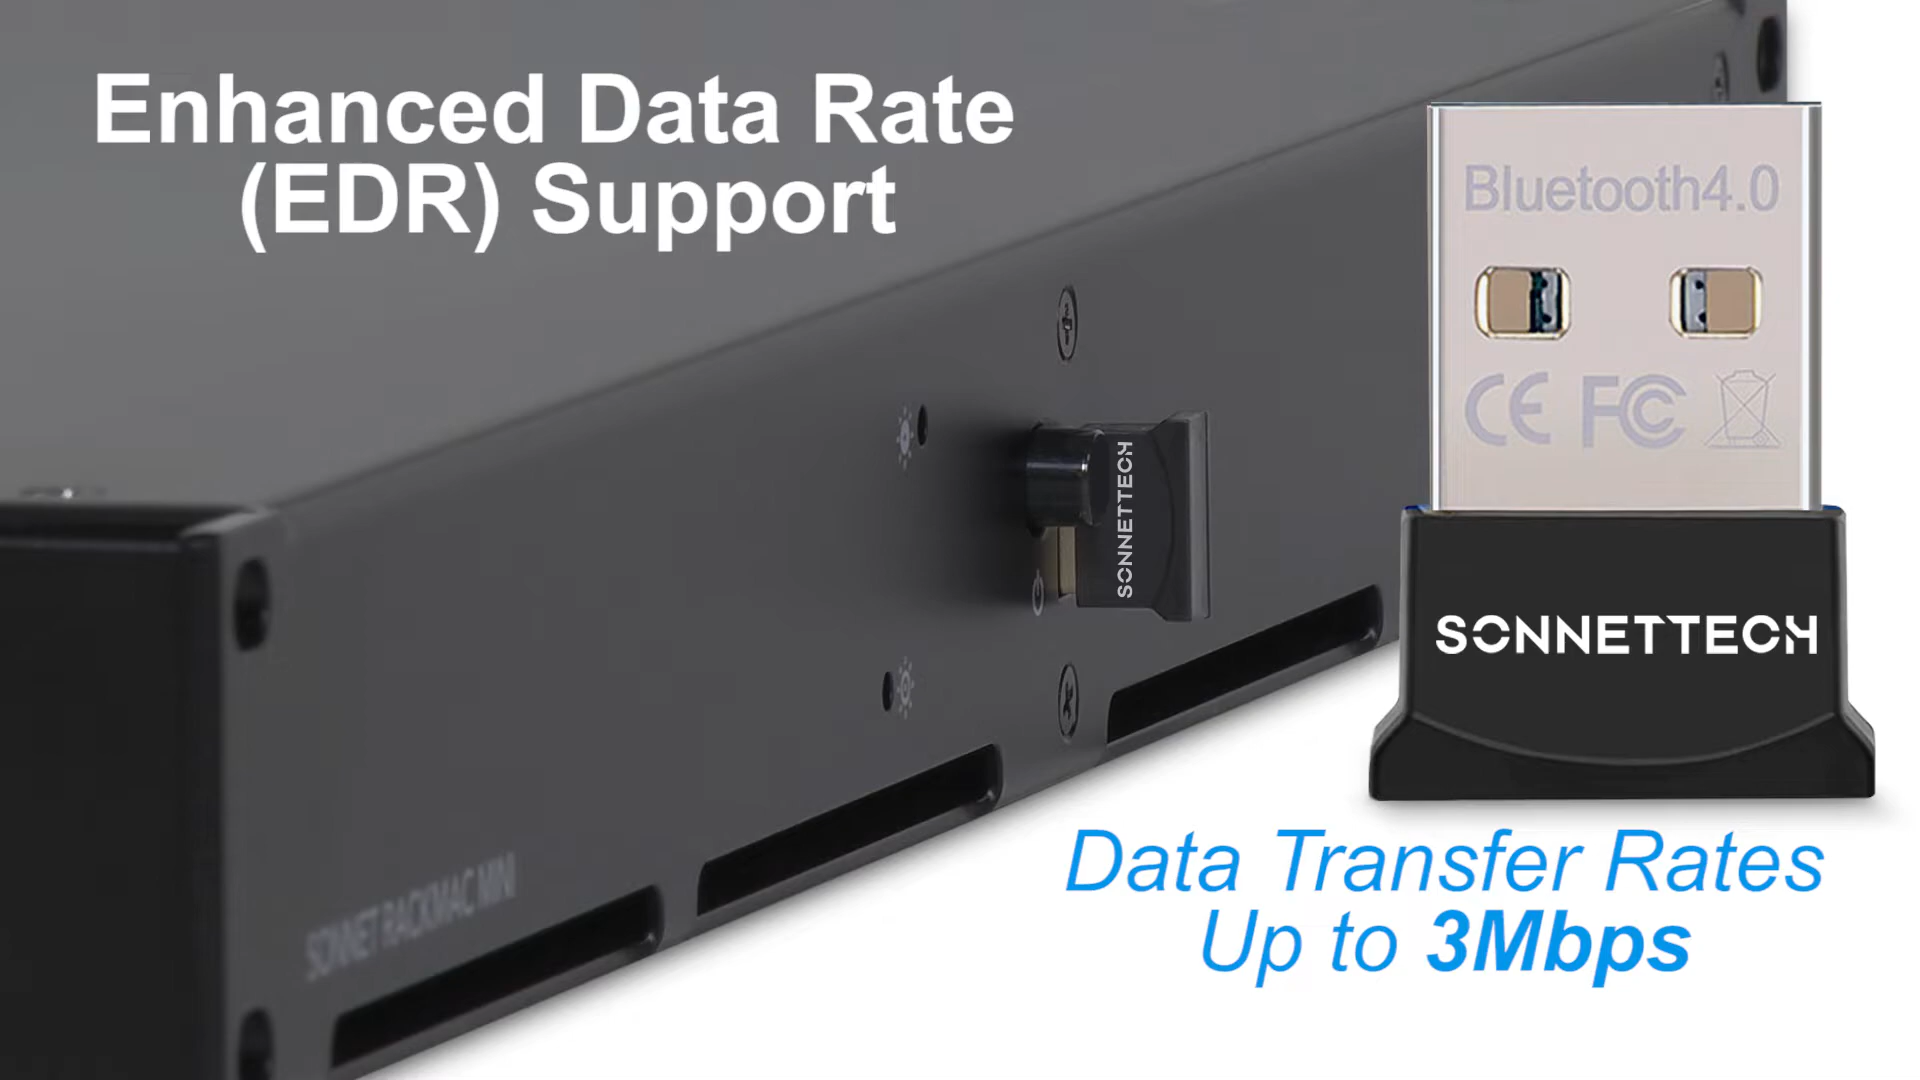 Enhanced Data Rate
(EDR) Support
Bluetooth4.0
CE FC
SONNETTECH
SONNETTECH
SONNET RACKMAC MINI
Data Transfer Rates
Up to 3Mbps